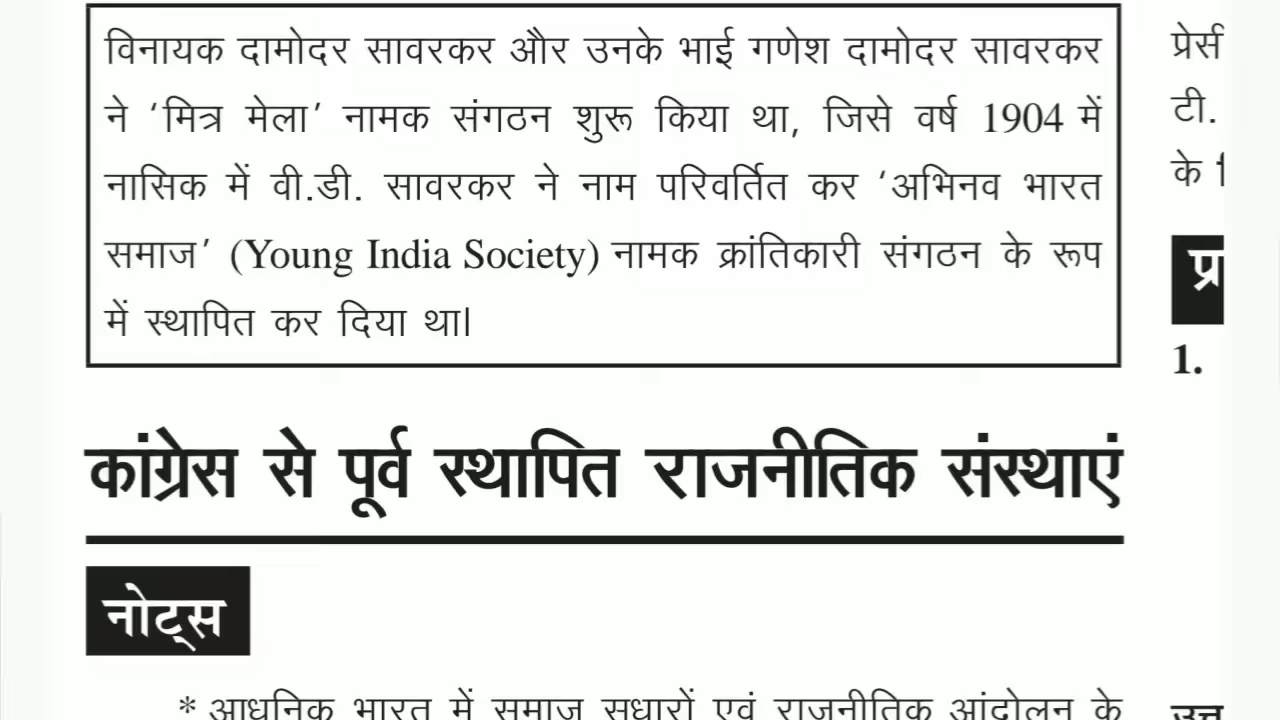 विनायक दामोदर सावरकर और उनके भाई गणेश दामोदर सावरकर
ने ‘मित्र मेला’ नामक संगठन शुरू किया था, जिसे वर्ष 1904 में
नासिक में वी.डी. सावरकर ने नाम परिवर्तित कर ‘अभिनव भारत
समाज’ (Young India Society) नामक क्रांतिकारी संगठन के रूप
में स्थापित कर दिया था।
कांग्रेस से पूर्व स्थापित राजनीतिक संस्थाएं
नोट्स
* आधुनिक भारत में समाज सुधारों एवं राजनीतिक आंदोलन के
टी.
के
1.